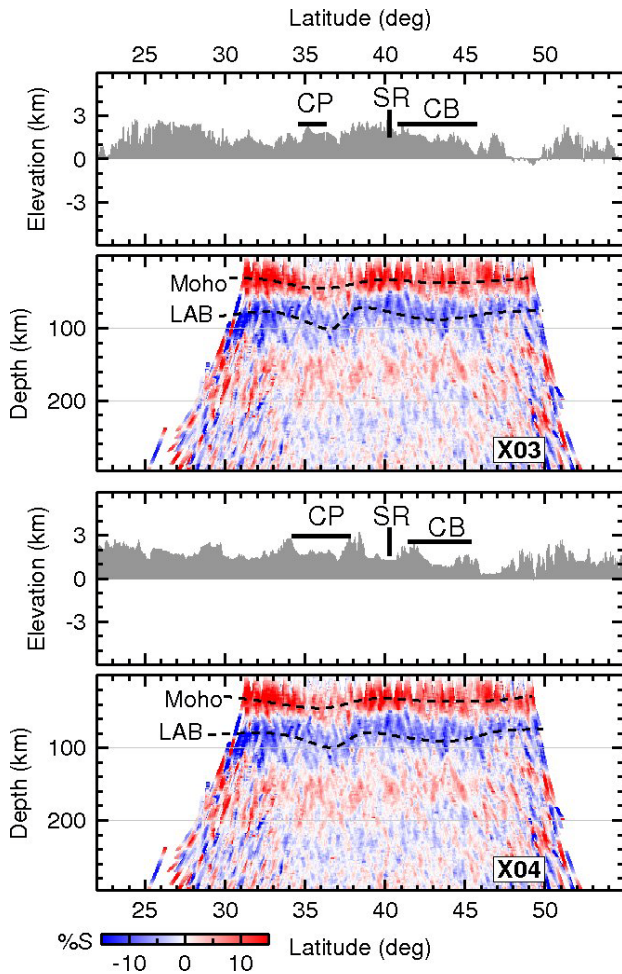 Latitude (deg)
25 30 35 40 45 50
Elevation (km)
3
0
-3
CP SR CB
Depth (km)
100
200
Moho
LAB
X03
Elevation (km)
3
0
-3
CP SR CB
Depth (km)
100
200
Moho
LAB
X04
25 30 35 40 45 50
%S
-10 0 10
Latitude (deg)